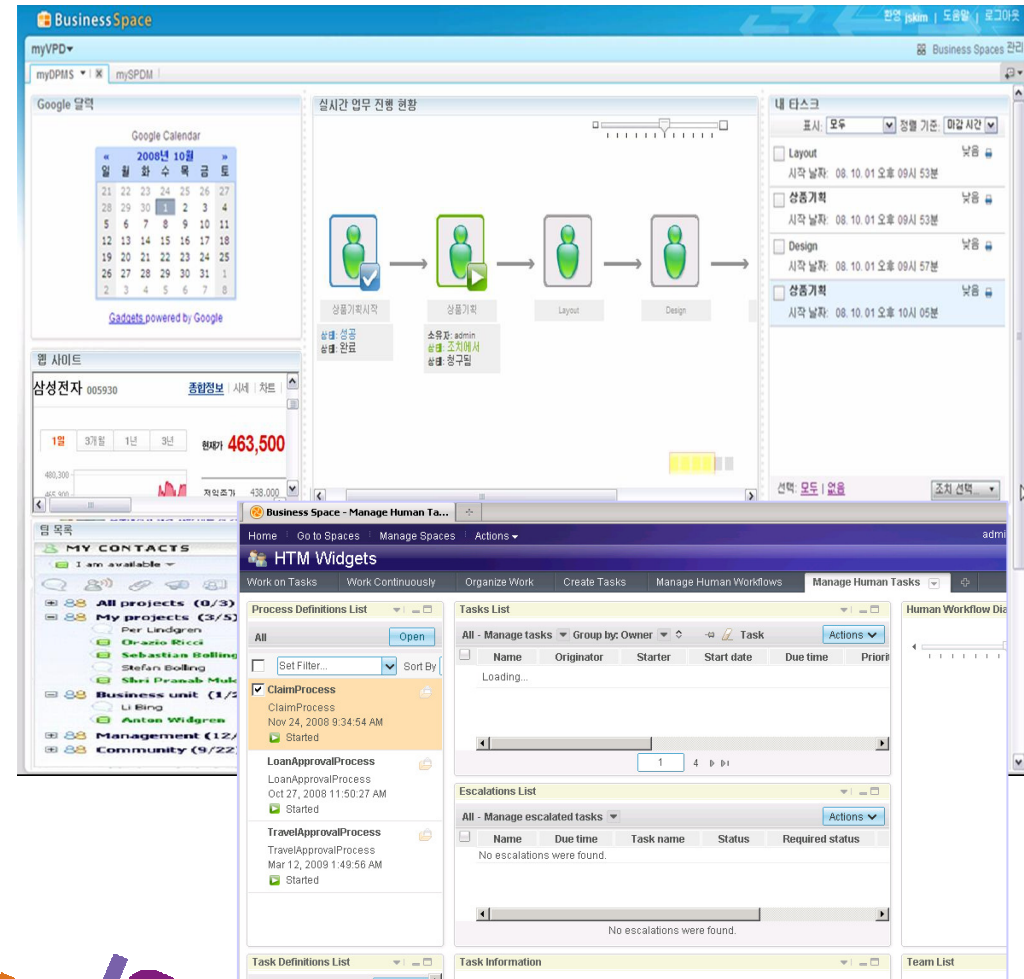 BusinessSpace
환영 jskim | 도움말 | 로그아웃
myVPD
Business Spaces 관리
myDPMS
mySPDM
Google 달력
Google Calendar
« 2008년 10월 »
일 월 화 수 목 금 토
21 22 23 24 25 26 27
28 29 30 1 2 3 4
5 6 7 8 9 10 11
12 13 14 15 16 17 18
19 20 21 22 23 24 25
26 27 28 29 30 31 1
2 3 4 5 6 7 8
Gadgets powered by Google
웹 사이트
삼성전자 005930
종합정보 | 시세 | 차트
3개월 1년 3년
현재가 463,500
480,300
438,000
실시간 업무 진행 현황
상품기획시작
상태: 성공
상태: 완료
상품기획
소유자: admin
상태: 조치에서
상태: 청구됨
Layout
Design
내 타스크
표시: 모두 정렬 기준: 마감 시간
Layout 낮음
시작 날짜: 08. 10. 01 오후 09시 53분
상품기획 낮음
시작 날짜: 08. 10. 01 오후 09시 53분
Design 낮음
시작 날짜: 08. 10. 01 오후 09시 57분
상품기획 낮음
시작 날짜: 08. 10. 01 오후 10시 05분
선택: 모두 | 없음
조치 선택...
팀 목록
MY CONTACTS
I am available
All projects (0/3)
My projects (3/5)
Per Lindgren
Orazio Ricci
Sebastian Bolling
Stefan Bolling
Shri Pranab Muk
Business unit (1/2
Li Bing
Anton Widgren
Management (12/
Community (9/22
Business Space - Manage Human Ta...
Home Go to Spaces Manage Spaces Actions
admi
HTM Widgets
Work on Tasks
Work Continuously
Organize Work
Create Tasks
Manage Human Workflows
Manage Human Tasks
Process Definitions List
All
Open
Set Filter...
Sort By
ClaimProcess
ClaimProcess
Nov 24, 2008 9:34:54 AM
Started
LoanApprovalProcess
LoanApprovalProcess
Oct 27, 2008 11:50:27 AM
Started
TravelApprovalProcess
TravelApprovalProcess
Mar 12, 2009 1:49:56 AM
Started
Tasks List
All - Manage tasks Group by: Owner Task
Actions
Name Originator Starter Start date Due time Priorit
Loading...
1 4
Escalations List
All - Manage escalated tasks
Actions
Name Due time Task name Status Required status
No escalations were found.
No escalations were found.
Human Workflow Dia
Task Definitions List
Task Information
Team List